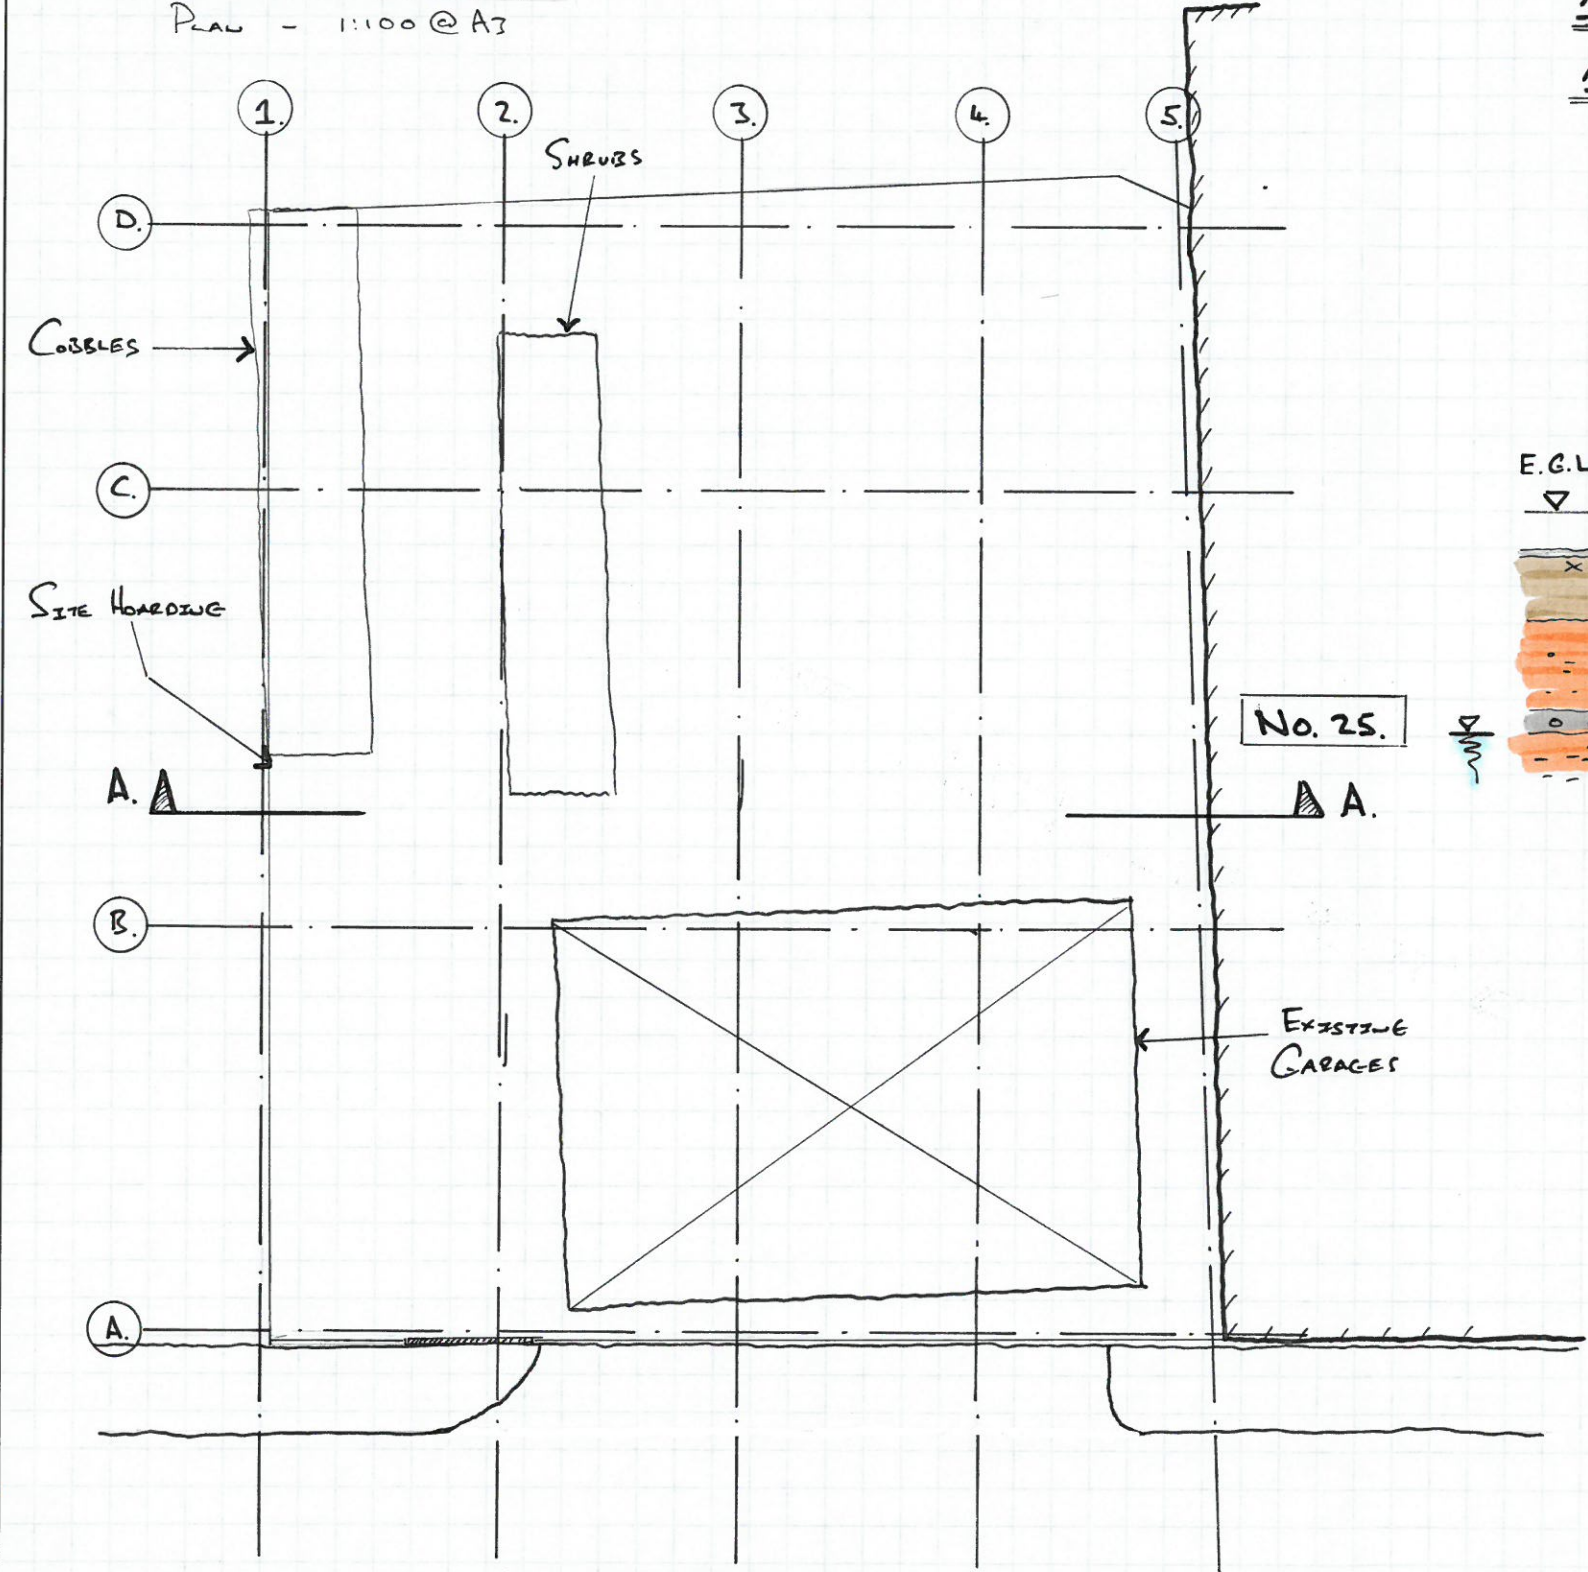 PLAN - 1:100 @ A3
1. 2. 3. 4. 5.
SHRUBS
D.
COBBLES
C.
E.G.L
SITE HOARDING
No. 25.
A. A.
B.
EXISTING
GARAGES
A.